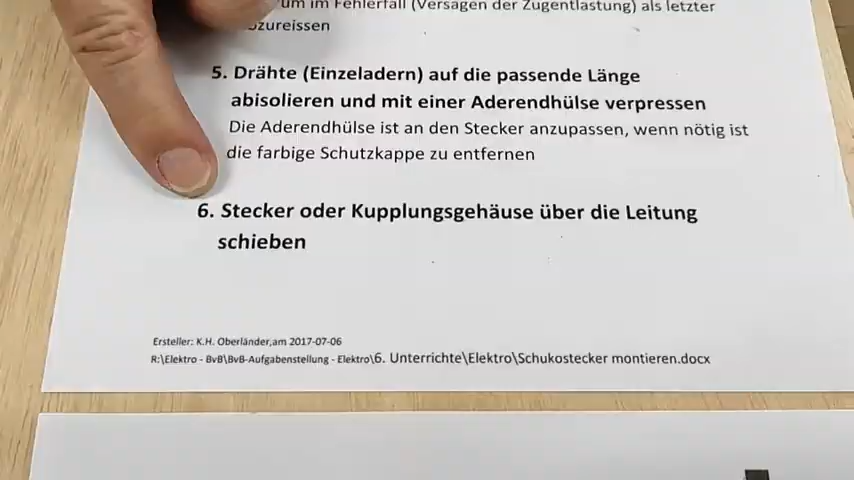 im Fehlerfall (Versagen der Zugentlastung) als letzter
5. Drähte (Einzeladern) auf die passende Länge
abisolieren und mit einer Aderendhülse verpressen
Die Aderendhülse ist an den Stecker anzupassen, wenn nötig ist
die farbige Schutzkappe zu entfernen
6. Stecker oder Kupplungsgehäuse über die Leitung
schieben
Ersteller: K.H. Oberländer,am 2017-07-06
R:\Elektro - BvB\BvB-Aufgabenstellung - Elektro\6. Unterrichte\Elektro\Schukostecker montieren.docx